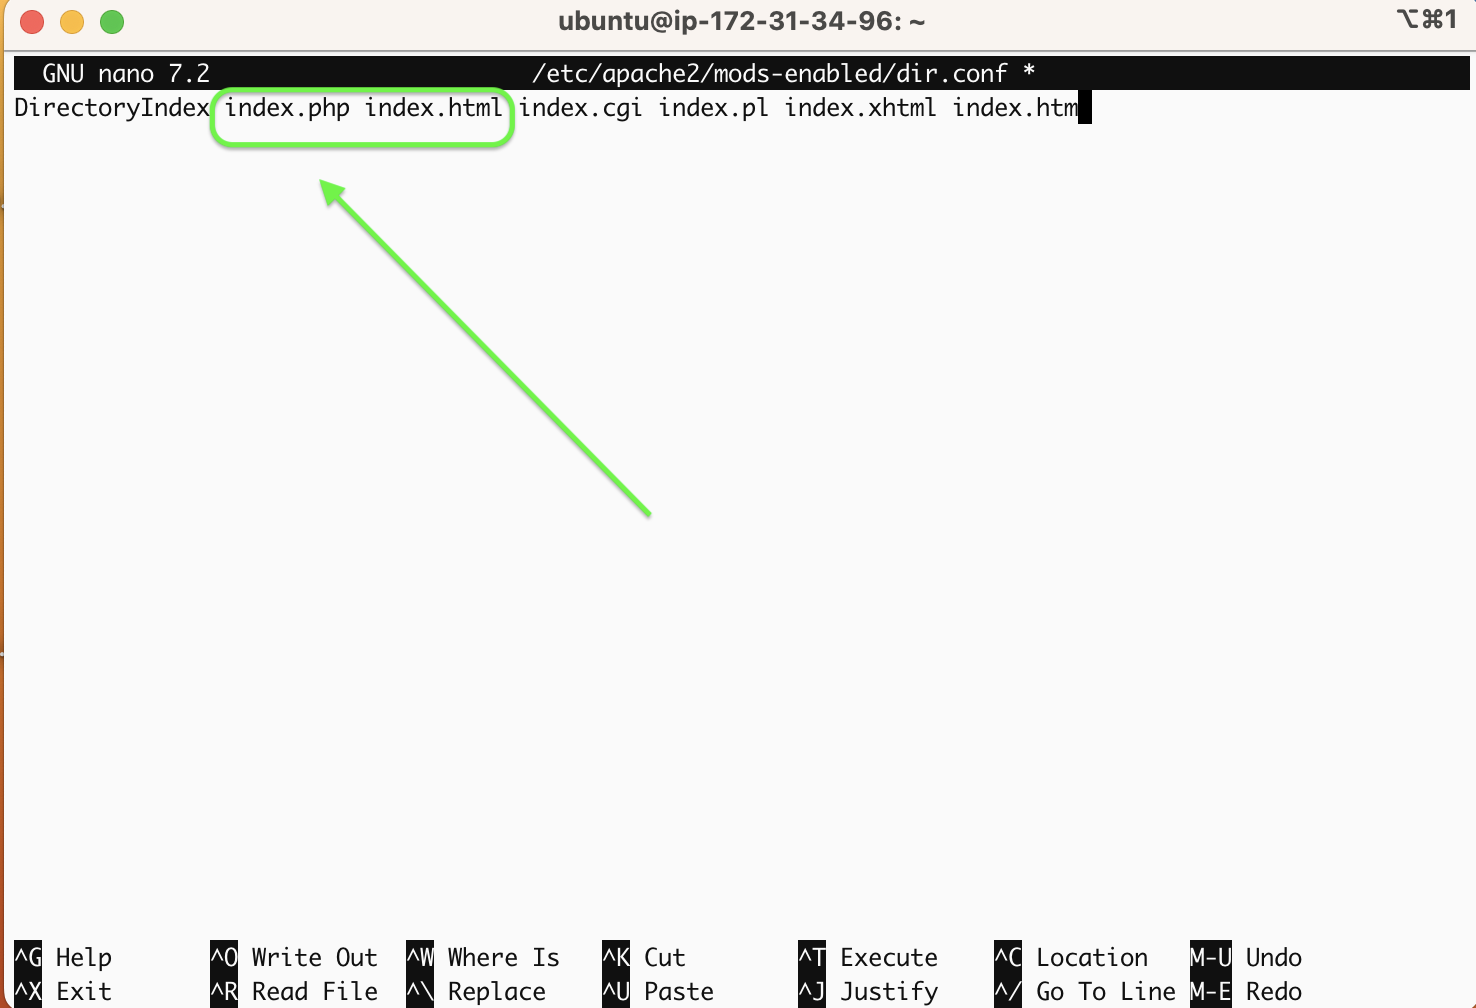 ubuntu@ip-172-31-34-96: ~
⌥⌘1
GNU nano 7.2 /etc/apache2/mods-enabled/dir.conf *
DirectoryIndex index.php index.html index.cgi index.pl index.xhtml index.htm
^G Help ^O Write Out ^W Where Is ^K Cut ^T Execute ^C Location M-U Undo
^X Exit ^R Read File ^\ Replace ^U Paste ^J Justify ^/ Go To Line M-E Redo